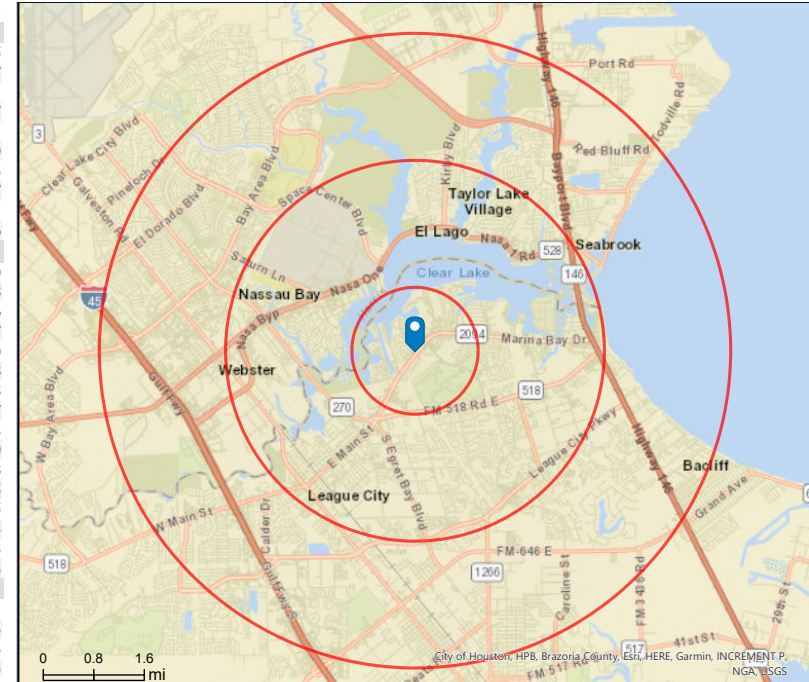 Port Rd
Highway 146
Todville Rd
3
Clear Lake City Blvd
Red Bluff Rd
Kirby Blvd
Pineloch Dr
Bay Area Blvd
Galveston Rd
El Dorado Blvd
Space Center Blvd
Taylor Lake
Village
Bayport Blvd
El Lago
Nasa 1 Rd
528
Seabrook
Saturn Ln
Nasa One
Clear Lake
146
Nassau Bay
45
Nasa Byp
2094
Marina Bay Dr
Webster
Gulf Fwy
W Bay Area Blvd
518
270
FM 518 Rd E
E Main St
S Egret Bay Blvd
League City Pkwy
Highway 146
Bacliff
Grand Ave
League City
W Main St
Calder Dr
FM-646 E
518
1266
Gulf Fwy S
Caroline St
FM 3436 Rd
29th St
517
41st St
FM 517 Rd
0 0.8 1.6
mi
City of Houston, HPB, Brazoria County, Esri, HERE, Garmin, INCREMENT P,
NGA, USGS